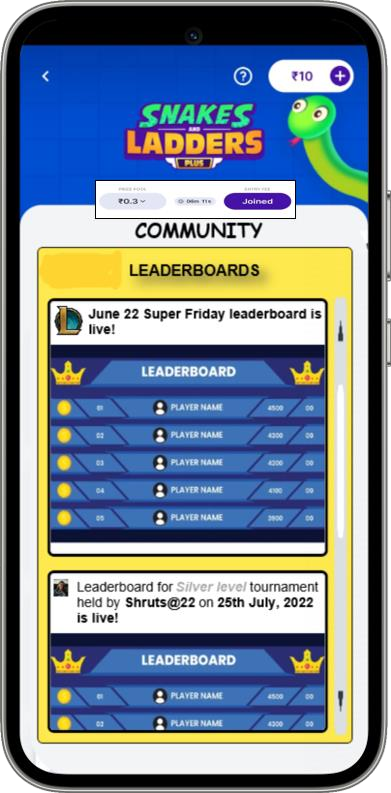 ₹10
SNAKES
AND
LADDERS
PLUS
PRIZE POOL
ENTRY FEE
₹0.3
06m 11s
Joined
COMMUNITY
LEADERBOARDS
June 22 Super Friday leaderboard is
live!
LEADERBOARD
01 PLAYER NAME 4500 00
02 PLAYER NAME 4300 00
03 PLAYER NAME 4200 00
04 PLAYER NAME 4100 00
05 PLAYER NAME 3900 00
Leaderboard for Silver level tournament
held by Shruts@22 on 25th July, 2022
is live!
LEADERBOARD
01 PLAYER NAME 4500 00
02 PLAYER NAME 4300 00